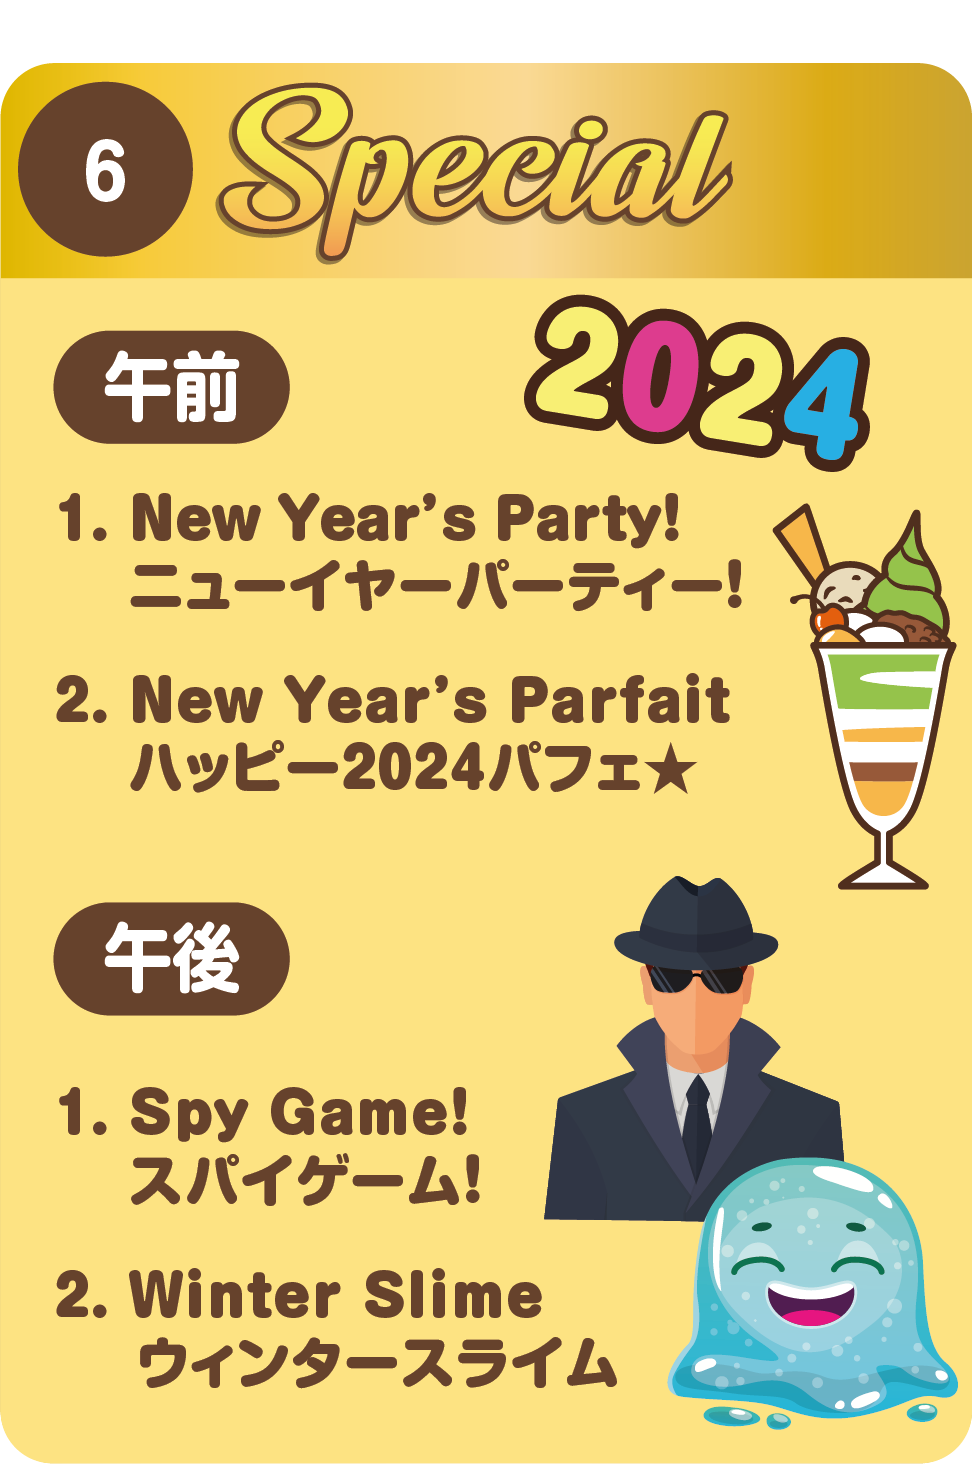 6 Special
2024
午前
1. New Year's Party!
ニューイヤーパーティー!
2. New Year's Parfait
ハッピー2024パフェ★
午後
1. Spy Game!
スパイゲーム!
2. Winter Slime
ウィンタースライム